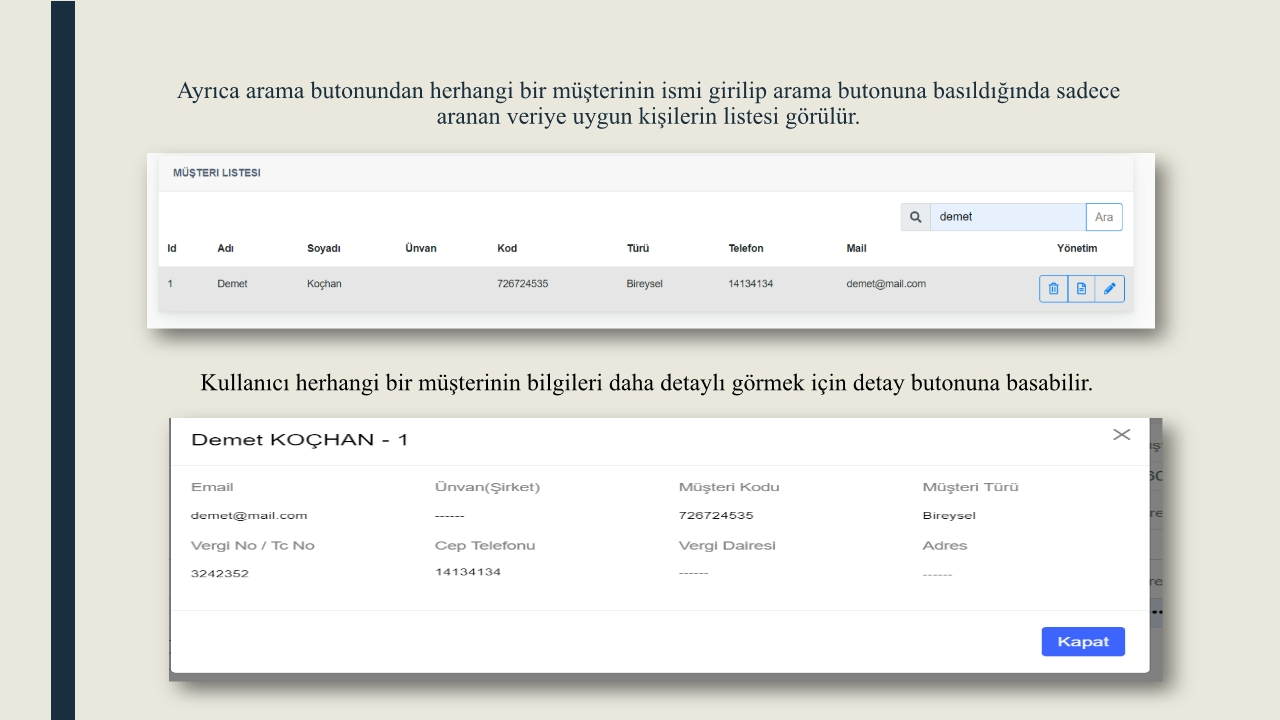 Ayrıca arama butonundan herhangi bir müşterinin ismi girilip arama butonuna basıldığında sadece
aranan veriye uygun kişilerin listesi görülür.
MÜŞTERI LISTESI
demet Ara
Id Adı Soyadı Ünvan Kod Türü Telefon Mail Yönetim
1 Demet Koçhan 726724535 Bireysel 14134134 demet@mail.com
Kullanıcı herhangi bir müşterinin bilgileri daha detaylı görmek için detay butonuna basabilir.
Demet KOÇHAN - 1
Email Ünvan(Şirket) Müşteri Kodu Müşteri Türü
demet@mail.com ------ 726724535 Bireysel
Vergi No / Tc No Cep Telefonu Vergi Dairesi Adres
3242352 14134134 ------ ------
Kapat